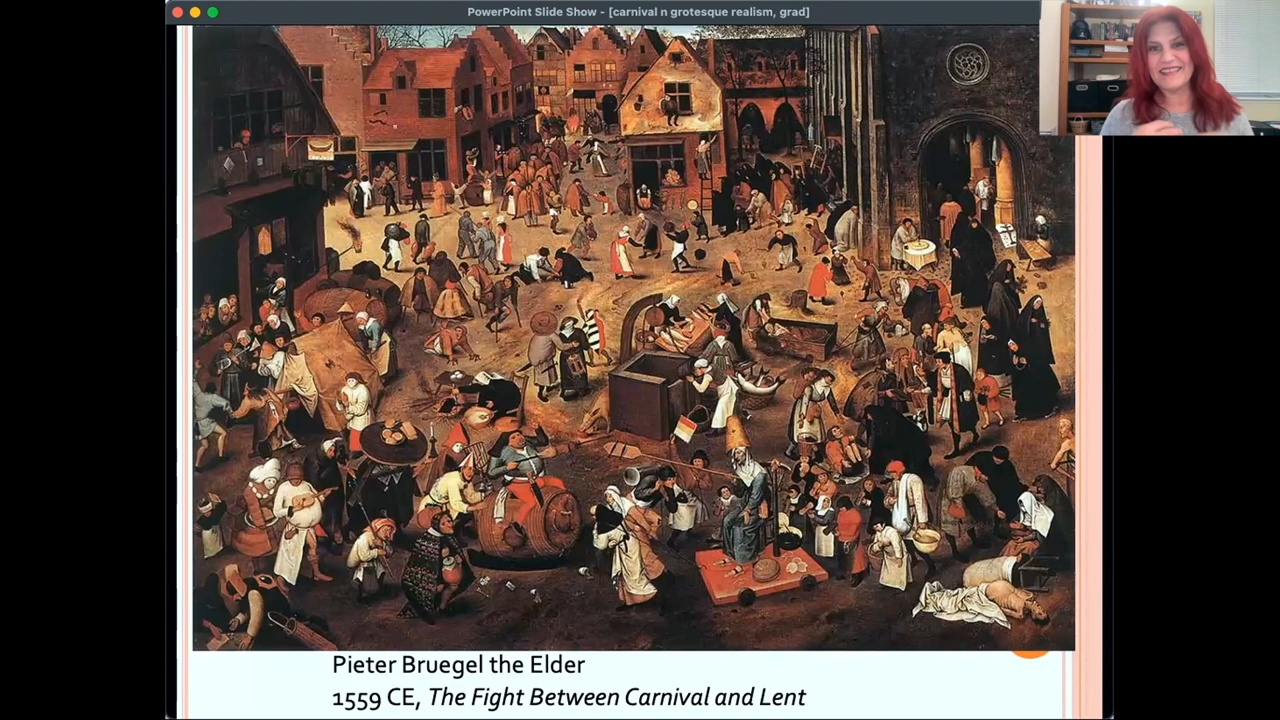 PowerPoint Slide Show - [carnival n grotesque realism, grad]
Pieter Bruegel the Elder
1559 CE, The Fight Between Carnival and Lent